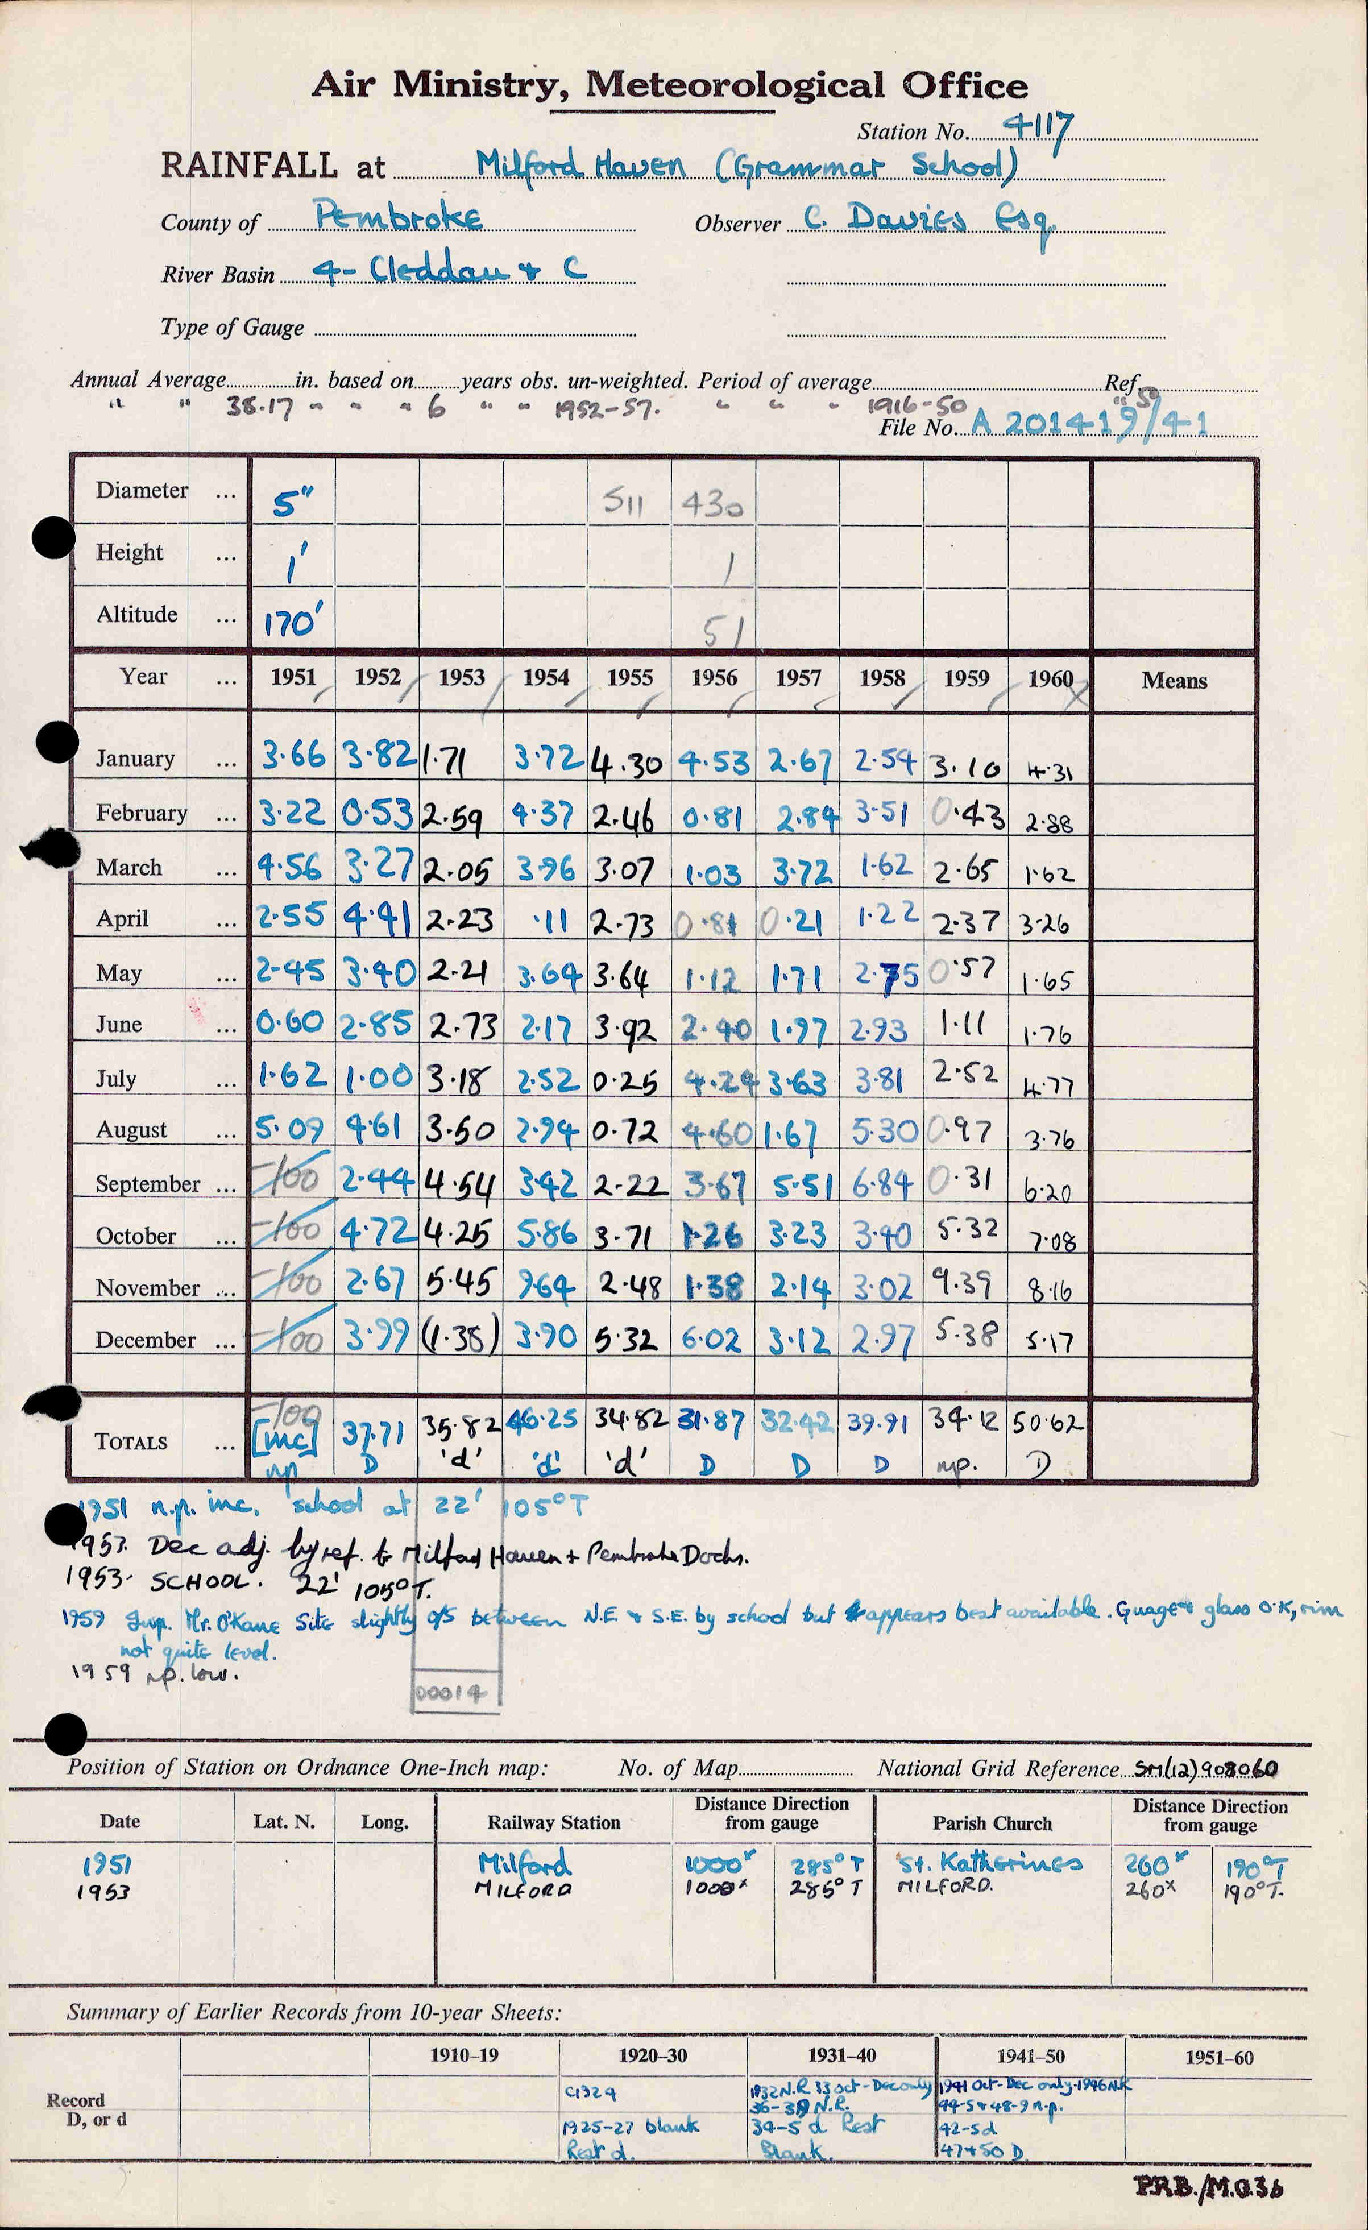 Air Ministry, Meteorological Office
Station No. 4117
RAINFALL at Milford Haven (Grammar School)
County of Pembroke Observer C. Davies Esq.
River Basin 4- Cleddau & C
Type of Gauge
Annual Average in. based on years obs. un-weighted. Period of average Ref.
" " 38.17 " " " 6 " " 1952-57. " " " 1916-50 " 50
File No. A 201419/41
Diameter ... 5" 511 430
Height ... 1' 1
Altitude ... 170' 51
Year ... 1951 1952 1953 1954 1955 1956 1957 1958 1959 1960 Means
January ... 3.66 3.82 1.71 3.72 4.30 4.53 2.67 2.54 3.10 4.31
February ... 3.22 0.53 2.59 4.37 2.46 0.81 2.84 3.51 0.43 2.88
March ... 4.56 3.27 2.05 3.96 3.07 1.03 3.72 1.62 2.65 1.62
April ... 2.55 4.41 2.23 .11 2.73 0.81 0.21 1.22 2.37 3.26
May ... 2.45 3.40 2.21 3.64 3.64 1.12 1.71 2.75 0.57 1.65
June ... 0.60 2.85 2.73 2.17 3.92 2.40 1.97 2.93 1.11 1.76
July ... 1.62 1.00 3.18 2.52 0.25 4.24 3.63 3.81 2.52 4.77
August ... 5.09 4.61 3.50 2.94 0.72 4.60 1.67 5.30 0.97 3.76
September ... -100 2.44 4.54 3.42 2.22 3.67 5.51 6.84 0.31 6.20
October ... -100 4.72 4.25 5.86 3.71 1.26 3.23 3.40 5.32 7.08
November ... -100 2.67 5.45 9.64 2.48 1.38 2.14 3.02 9.39 8.16
December ... -100 3.99 (1.38) 3.90 5.32 6.02 3.12 2.97 5.38 5.17
-100
TOTALS ... [inc] 37.71 35.82 46.25 34.82 31.87 32.42 39.91 34.12 50.62
np D 'd' 'd' 'd' D D D np. D
1951 n.p. inc. school at 22' 105°T
1953. Dec adj. by ref. to Milford Haven + Pembroke Docks.
1953. SCHOOL. 22' 105°T.
1959 Insp. Mr. O'Kane Site slightly o/s between N.E & S.E. by school but appears best available. Guage & glass O.K, rim
not quite level.
1959 np. low.
00014
Position of Station on Ordnance One-Inch map: No. of Map National Grid Reference SM(12)908060
Date Lat. N. Long. Railway Station Distance Direction from gauge Parish Church Distance Direction from gauge
1951 Milford 1000x 285°T St. Katherines 260x 190°T
1953 MILFORD 1000x 285°T MILFORD. 260x 190°T.
Summary of Earlier Records from 10-year Sheets:
1910–19 1920–30 1931–40 1941–50 1951–60
Record D, or d
c1924 1932 N.R. 33 Oct-Dec only 1941 Oct-Dec only. 1946 N.R
36-39 N.R. 44-5 & 48-9 n.p.
1925-27 blank 34-5 d Rest 42-5d
Rest d. Blank. 47+50 D
P.R.B./M.O.36